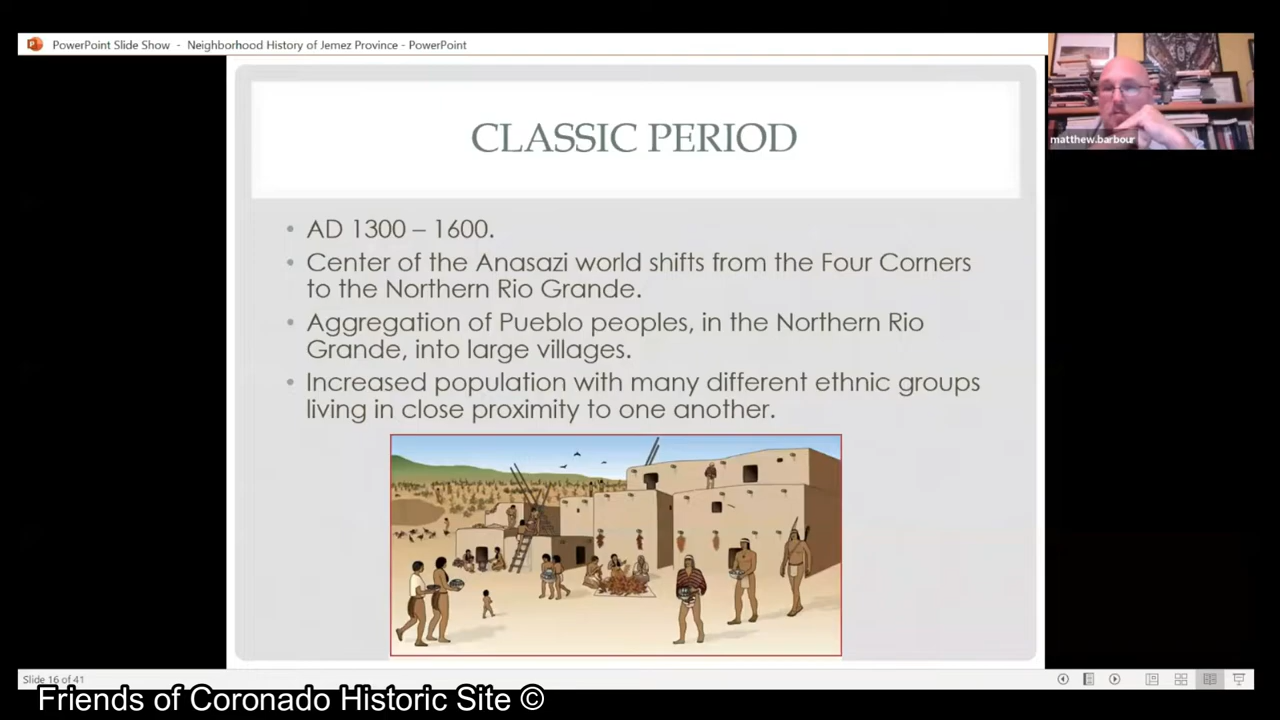 PowerPoint Slide Show - Neighborhood History of Jemez Province - PowerPoint
matthew.barbour
CLASSIC PERIOD
• AD 1300 – 1600.
• Center of the Anasazi world shifts from the Four Corners
to the Northern Rio Grande.
• Aggregation of Pueblo peoples, in the Northern Rio
Grande, into large villages.
• Increased population with many different ethnic groups
living in close proximity to one another.
Slide 16 of 41
Friends of Coronado Historic Site ©